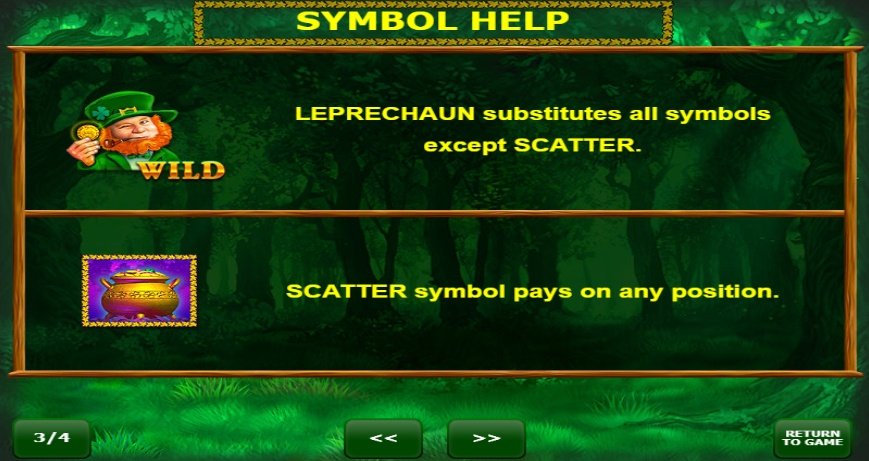 SYMBOL HELP
LEPRECHAUN substitutes all symbols
except SCATTER.
WILD
SCATTER symbol pays on any position.
3/4
<<
>>
RETURN
TO GAME